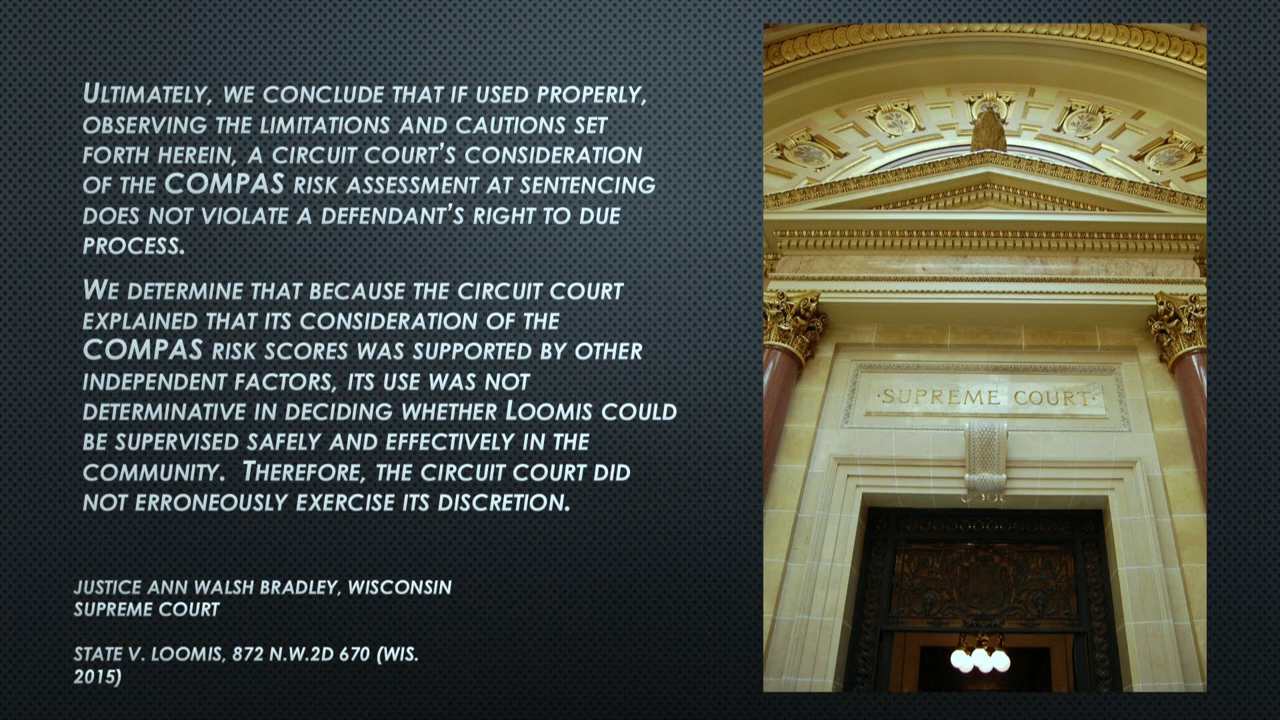 ULTIMATELY, WE CONCLUDE THAT IF USED PROPERLY,
OBSERVING THE LIMITATIONS AND CAUTIONS SET
FORTH HEREIN, A CIRCUIT COURT'S CONSIDERATION
OF THE COMPAS RISK ASSESSMENT AT SENTENCING
DOES NOT VIOLATE A DEFENDANT'S RIGHT TO DUE
PROCESS.
WE DETERMINE THAT BECAUSE THE CIRCUIT COURT
EXPLAINED THAT ITS CONSIDERATION OF THE
COMPAS RISK SCORES WAS SUPPORTED BY OTHER
INDEPENDENT FACTORS, ITS USE WAS NOT
DETERMINATIVE IN DECIDING WHETHER LOOMIS COULD
BE SUPERVISED SAFELY AND EFFECTIVELY IN THE
COMMUNITY.  THEREFORE, THE CIRCUIT COURT DID
NOT ERRONEOUSLY EXERCISE ITS DISCRETION.
JUSTICE ANN WALSH BRADLEY, WISCONSIN
SUPREME COURT
STATE V. LOOMIS, 872 N.W.2D 670 (WIS.
2015)
·SUPREME COURT·